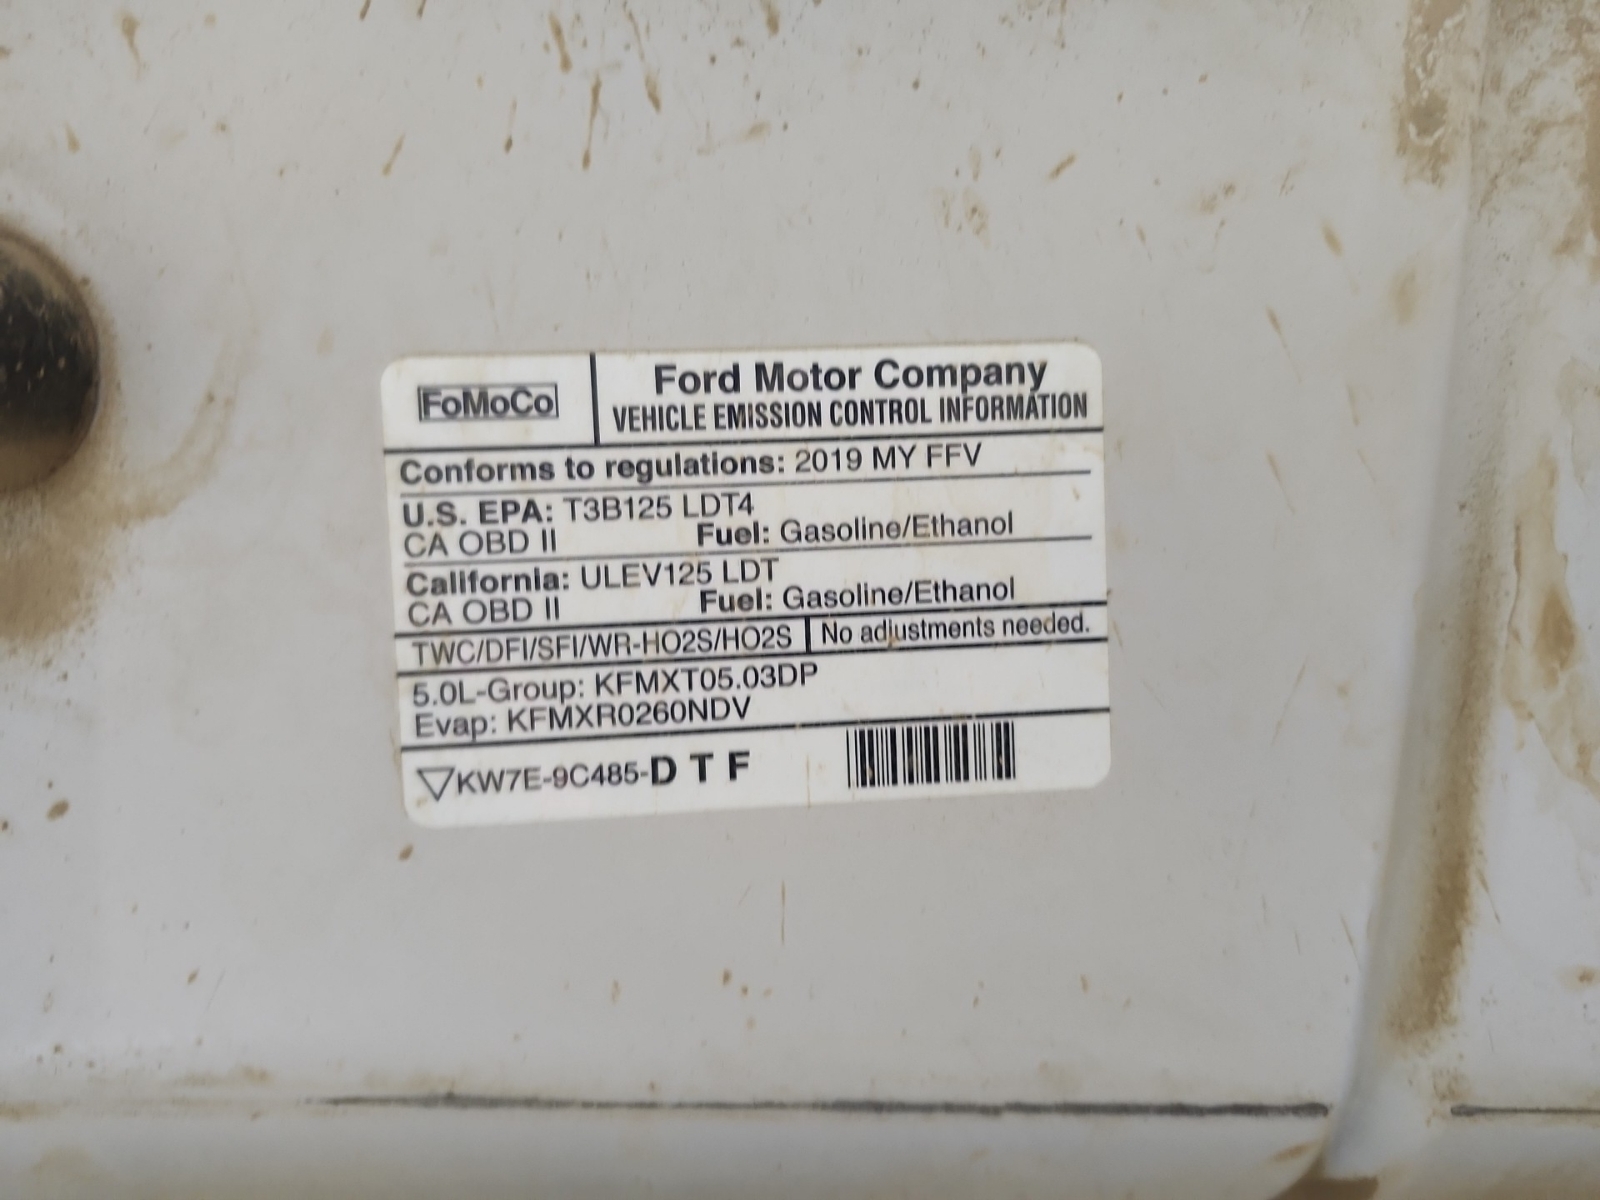 FoMoCo
Ford Motor Company
VEHICLE EMISSION CONTROL INFORMATION
Conforms to regulations: 2019 MY FFV
U.S. EPA: T3B125 LDT4
CA OBD II Fuel: Gasoline/Ethanol
California: ULEV125 LDT
CA OBD II Fuel: Gasoline/Ethanol
TWC/DFI/SFI/WR-HO2S/HO2S No adjustments needed.
5.0L-Group: KFMXT05.03DP
Evap: KFMXR0260NDV
KW7E-9C485-D T F